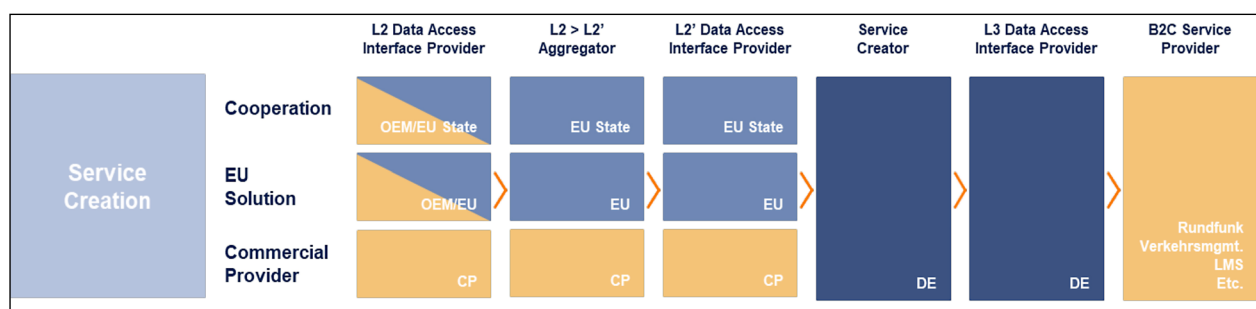 L2 Data Access
Interface Provider
L2 > L2'
Aggregator
L2' Data Access
Interface Provider
Service
Creator
L3 Data Access
Interface Provider
B2C Service
Provider
Service
Creation
Cooperation
OEM/EU State
EU State
EU State
EU
Solution
OEM/EU
EU
EU
Commercial
Provider
CP
CP
CP
DE
DE
Rundfunk
Verkehrsmgmt.
LMS
Etc.